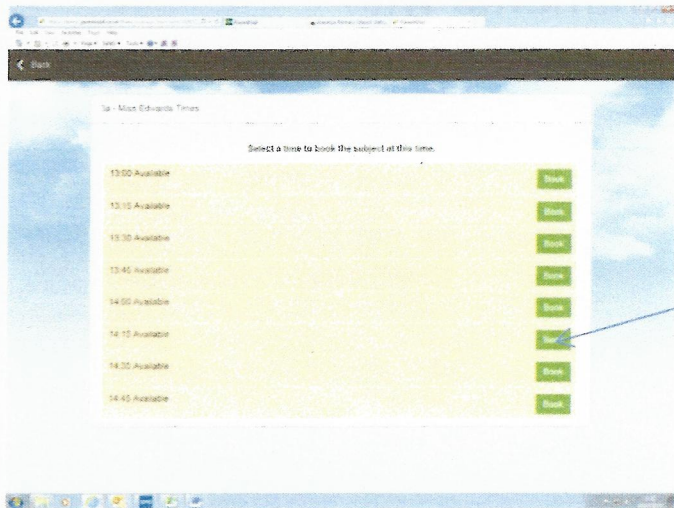 Back
3a - Miss Edwards Times
Select a time to book the subject at this time.
13:00 Available
Book
13:15 Available
Book
13:30 Available
Book
13:45 Available
Book
14:00 Available
Book
14:15 Available
Book
14:30 Available
Book
14:45 Available
Book